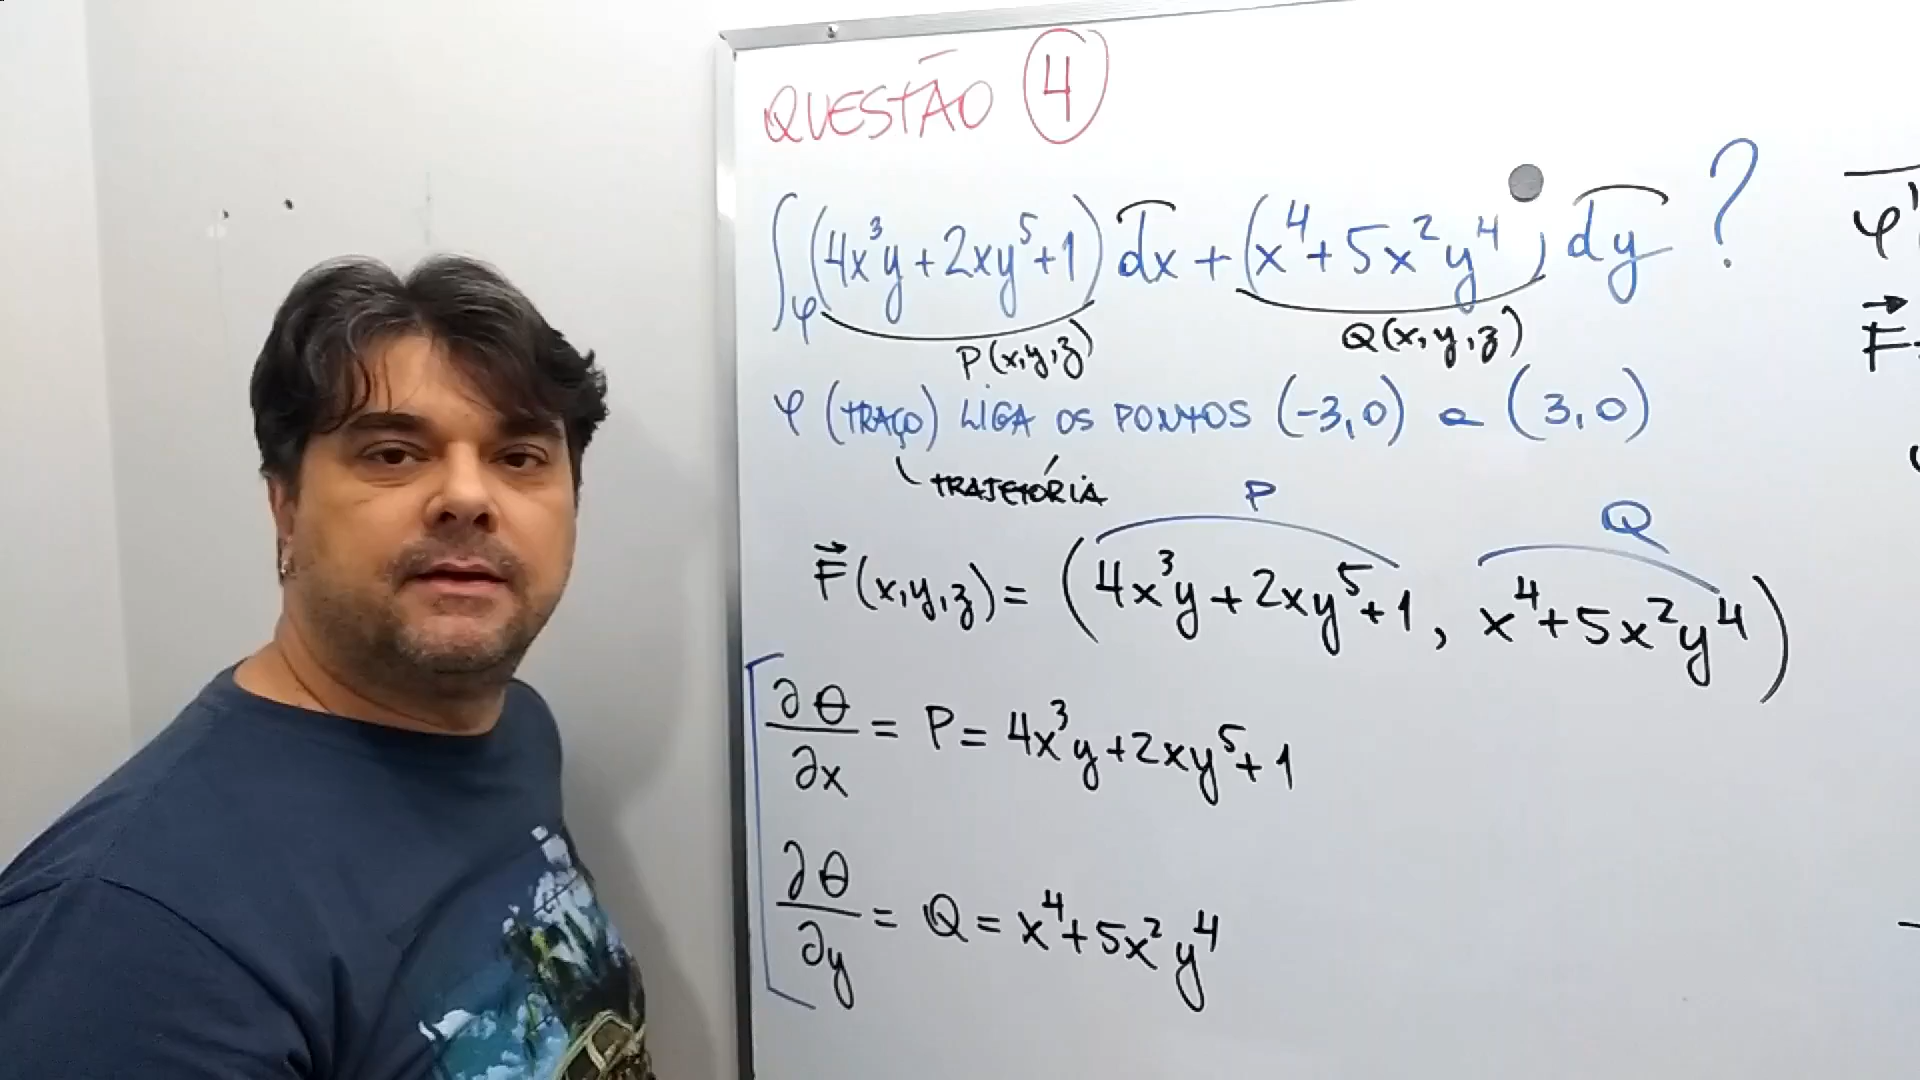 QUESTÃO 4
∫φ (4x³y+2xy⁵+1) dx + (x⁴+5x²y⁴) dy ?
P(x,y,z) Q(x,y,z)
φ (TRAÇO) LIGA OS PONTOS (-3,0) a (3,0)
TRAJETÓRIA
P Q
F⃗(x,y,z) = (4x³y+2xy⁵+1, x⁴+5x²y⁴)
∂θ/∂x = P = 4x³y+2xy⁵+1
∂θ/∂y = Q = x⁴+5x²y⁴
φ'
F⃗